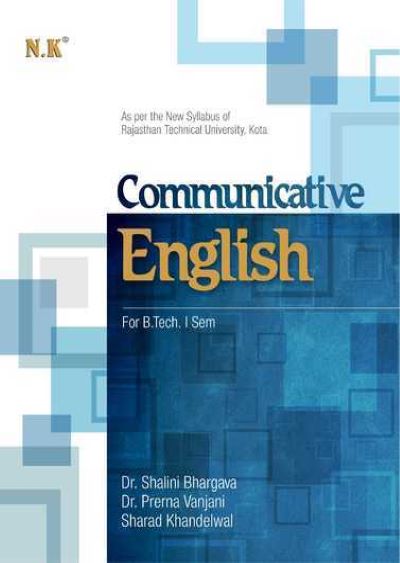 N.K®
As per the New Syllabus of
Rajasthan Technical University, Kota
Communicative
English
For B.Tech. I Sem
Dr. Shalini Bhargava
Dr. Prerna Vanjani
Sharad Khandelwal